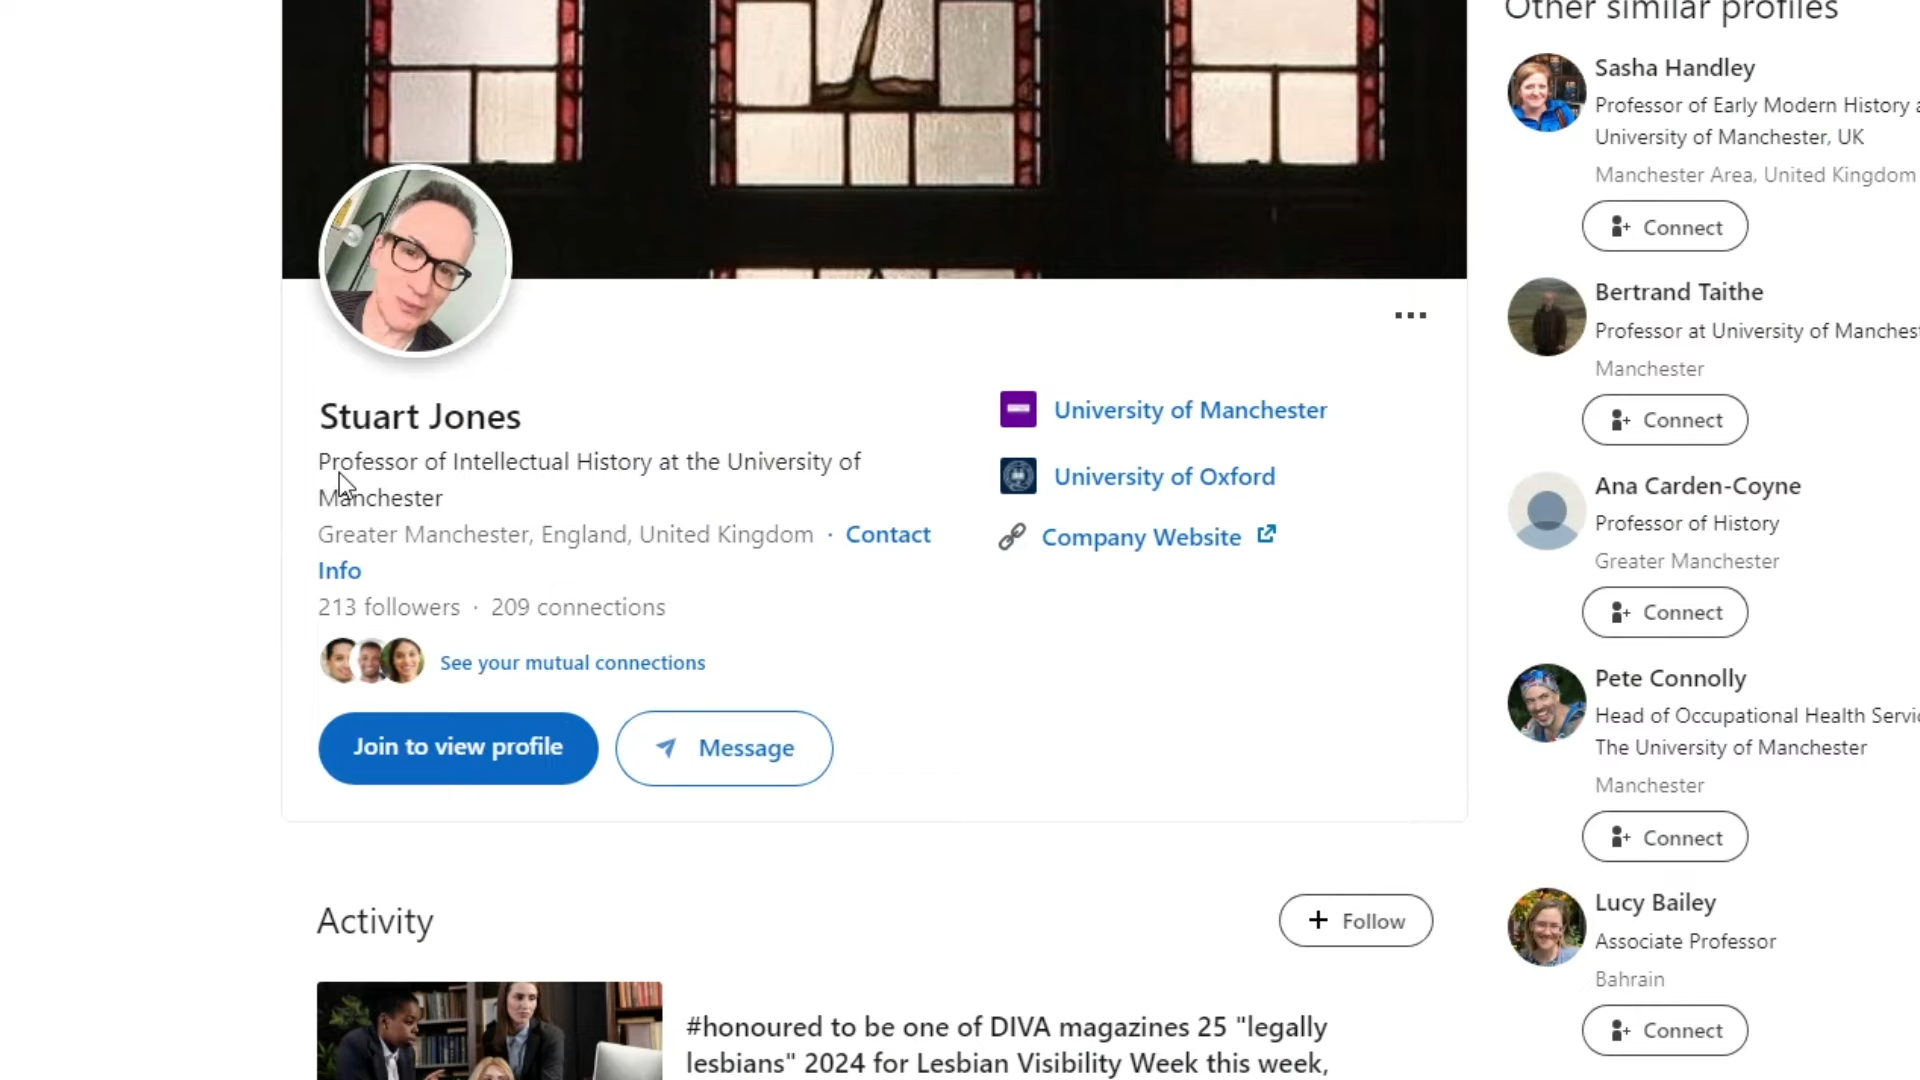 Other similar profiles
Stuart Jones
Professor of Intellectual History at the University of
Manchester
Greater Manchester, England, United Kingdom · Contact
Info
213 followers · 209 connections
See your mutual connections
Join to view profile
Message
University of Manchester
University of Oxford
Company Website
Activity
+ Follow
#honoured to be one of DIVA magazines 25 "legally
lesbians" 2024 for Lesbian Visibility Week this week,
Sasha Handley
Professor of Early Modern History
University of Manchester, UK
Manchester Area, United Kingdom
Connect
Bertrand Taithe
Professor at University of Manches
Manchester
Connect
Ana Carden-Coyne
Professor of History
Greater Manchester
Connect
Pete Connolly
Head of Occupational Health Servic
The University of Manchester
Manchester
Connect
Lucy Bailey
Associate Professor
Bahrain
Connect